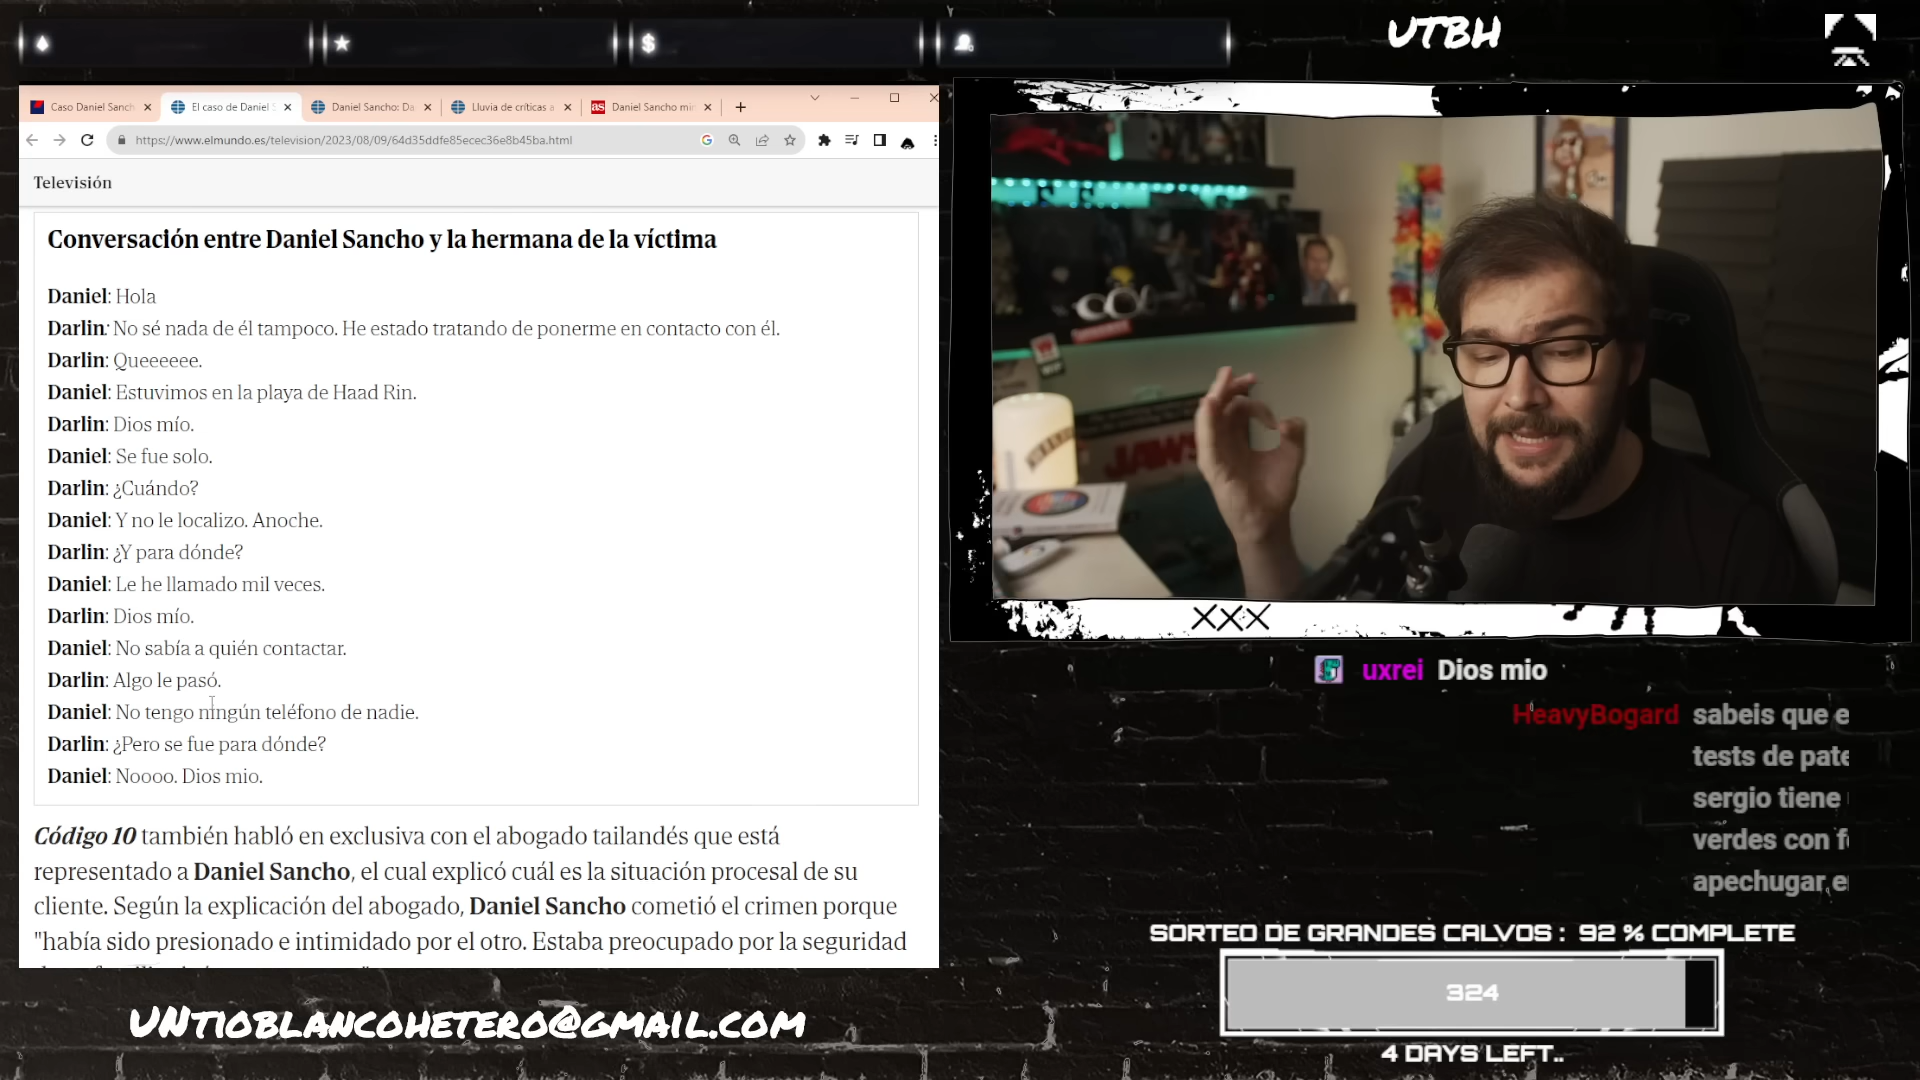 UTBH
Caso Daniel Sanch
El caso de Daniel S
Daniel Sancho: Da
Lluvia de críticas a
as
Daniel Sancho mi
https://www.elmundo.es/television/2023/08/09/64d35ddfe85ecec36e8b45ba.html
Televisión
Conversación entre Daniel Sancho y la hermana de la víctima
Daniel: Hola
Darlin: No sé nada de él tampoco. He estado tratando de ponerme en contacto con él.
Darlin: Queeeeee.
Daniel: Estuvimos en la playa de Haad Rin.
Darlin: Dios mío.
Daniel: Se fue solo.
Darlin: ¿Cuándo?
Daniel: Y no le localizo. Anoche.
Darlin: ¿Y para dónde?
Daniel: Le he llamado mil veces.
Darlin: Dios mío.
Daniel: No sabía a quién contactar.
Darlin: Algo le pasó.
Daniel: No tengo ningún teléfono de nadie.
Darlin: ¿Pero se fue para dónde?
Daniel: Noooo. Dios mio.
Código 10 también habló en exclusiva con el abogado tailandés que está
representado a Daniel Sancho, el cual explicó cuál es la situación procesal de su
cliente. Según la explicación del abogado, Daniel Sancho cometió el crimen porque
"había sido presionado e intimidado por el otro. Estaba preocupado por la seguridad
JAWS
XXX
uxrei Dios mio
HeavyBogard sabeis que e
tests de pate
sergio tiene
verdes con f
apechugar e
SORTEO DE GRANDES CALVOS : 92 % COMPLETE
324
4 DAYS LEFT..
UNTIOBLANCOHETERO@GMAIL.COM